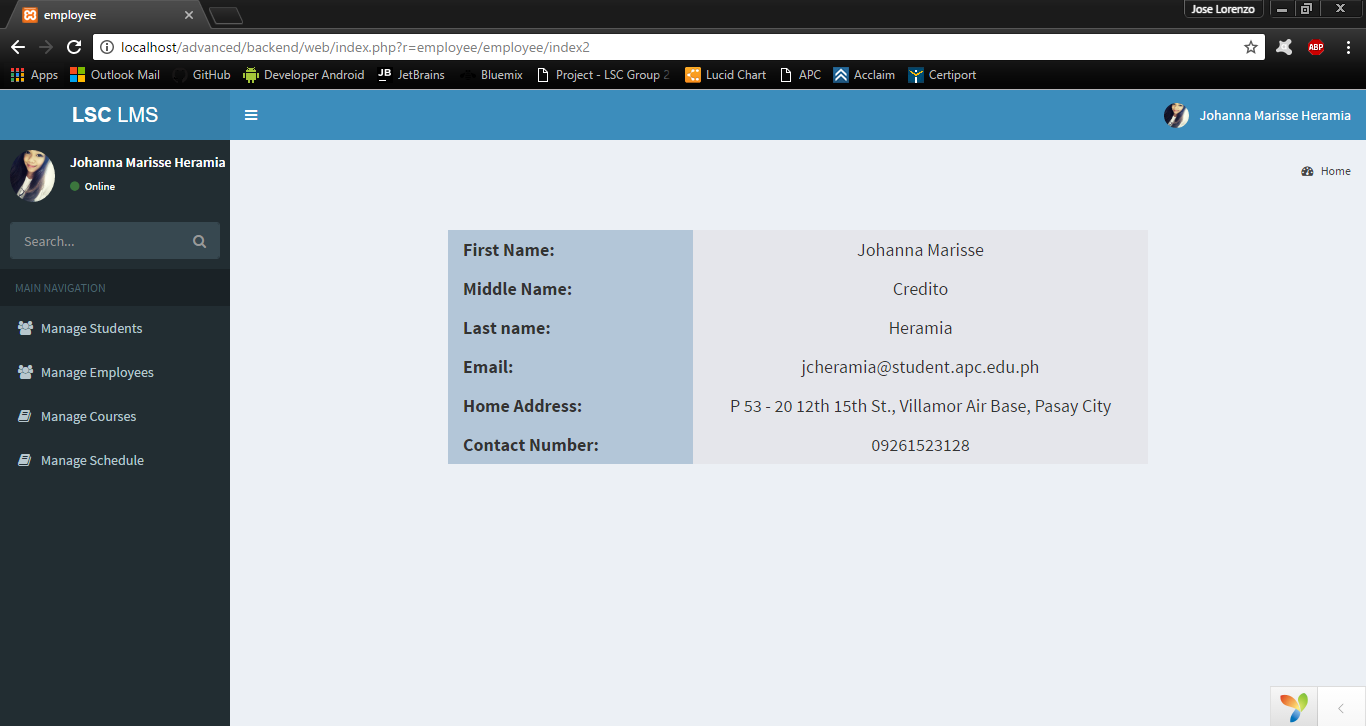 employee
Jose Lorenzo
localhost/advanced/backend/web/index.php?r=employee/employee/index2
ABP
Apps Outlook Mail GitHub Developer Android JB JetBrains Bluemix Project - LSC Group 2 Lucid Chart APC Acclaim Certiport
LSC LMS
Johanna Marisse Heramia
Johanna Marisse Heramia
Online
Home
Search...
MAIN NAVIGATION
Manage Students
Manage Employees
Manage Courses
Manage Schedule
First Name: Johanna Marisse
Middle Name: Credito
Last name: Heramia
Email: jcheramia@student.apc.edu.ph
Home Address: P 53 - 20 12th 15th St., Villamor Air Base, Pasay City
Contact Number: 09261523128